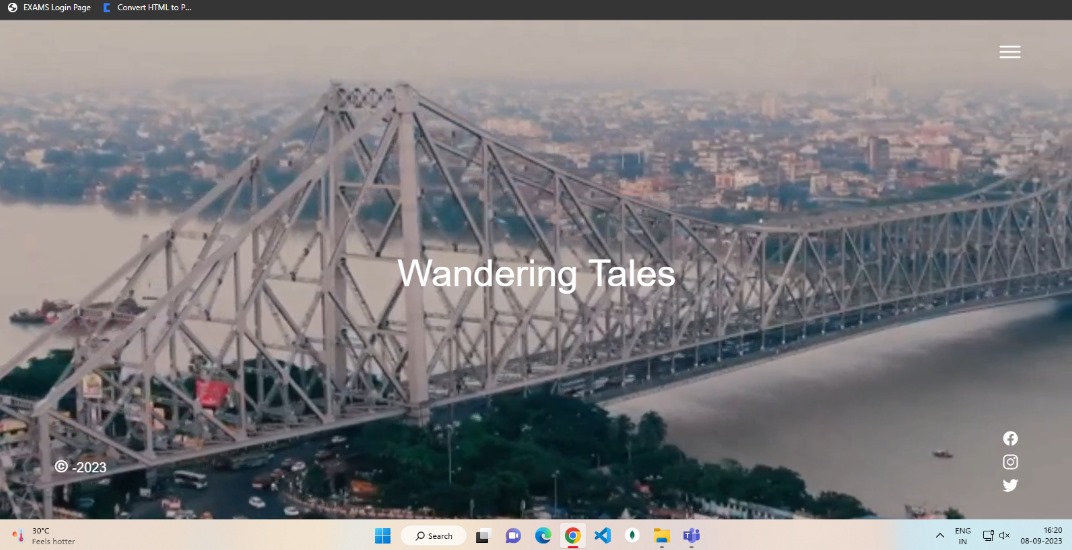 EXAMS Login Page
Convert HTML to P...
Wandering Tales
© -2023
30°C
Feels hotter
Search
ENG
IN
16:20
08-09-2023